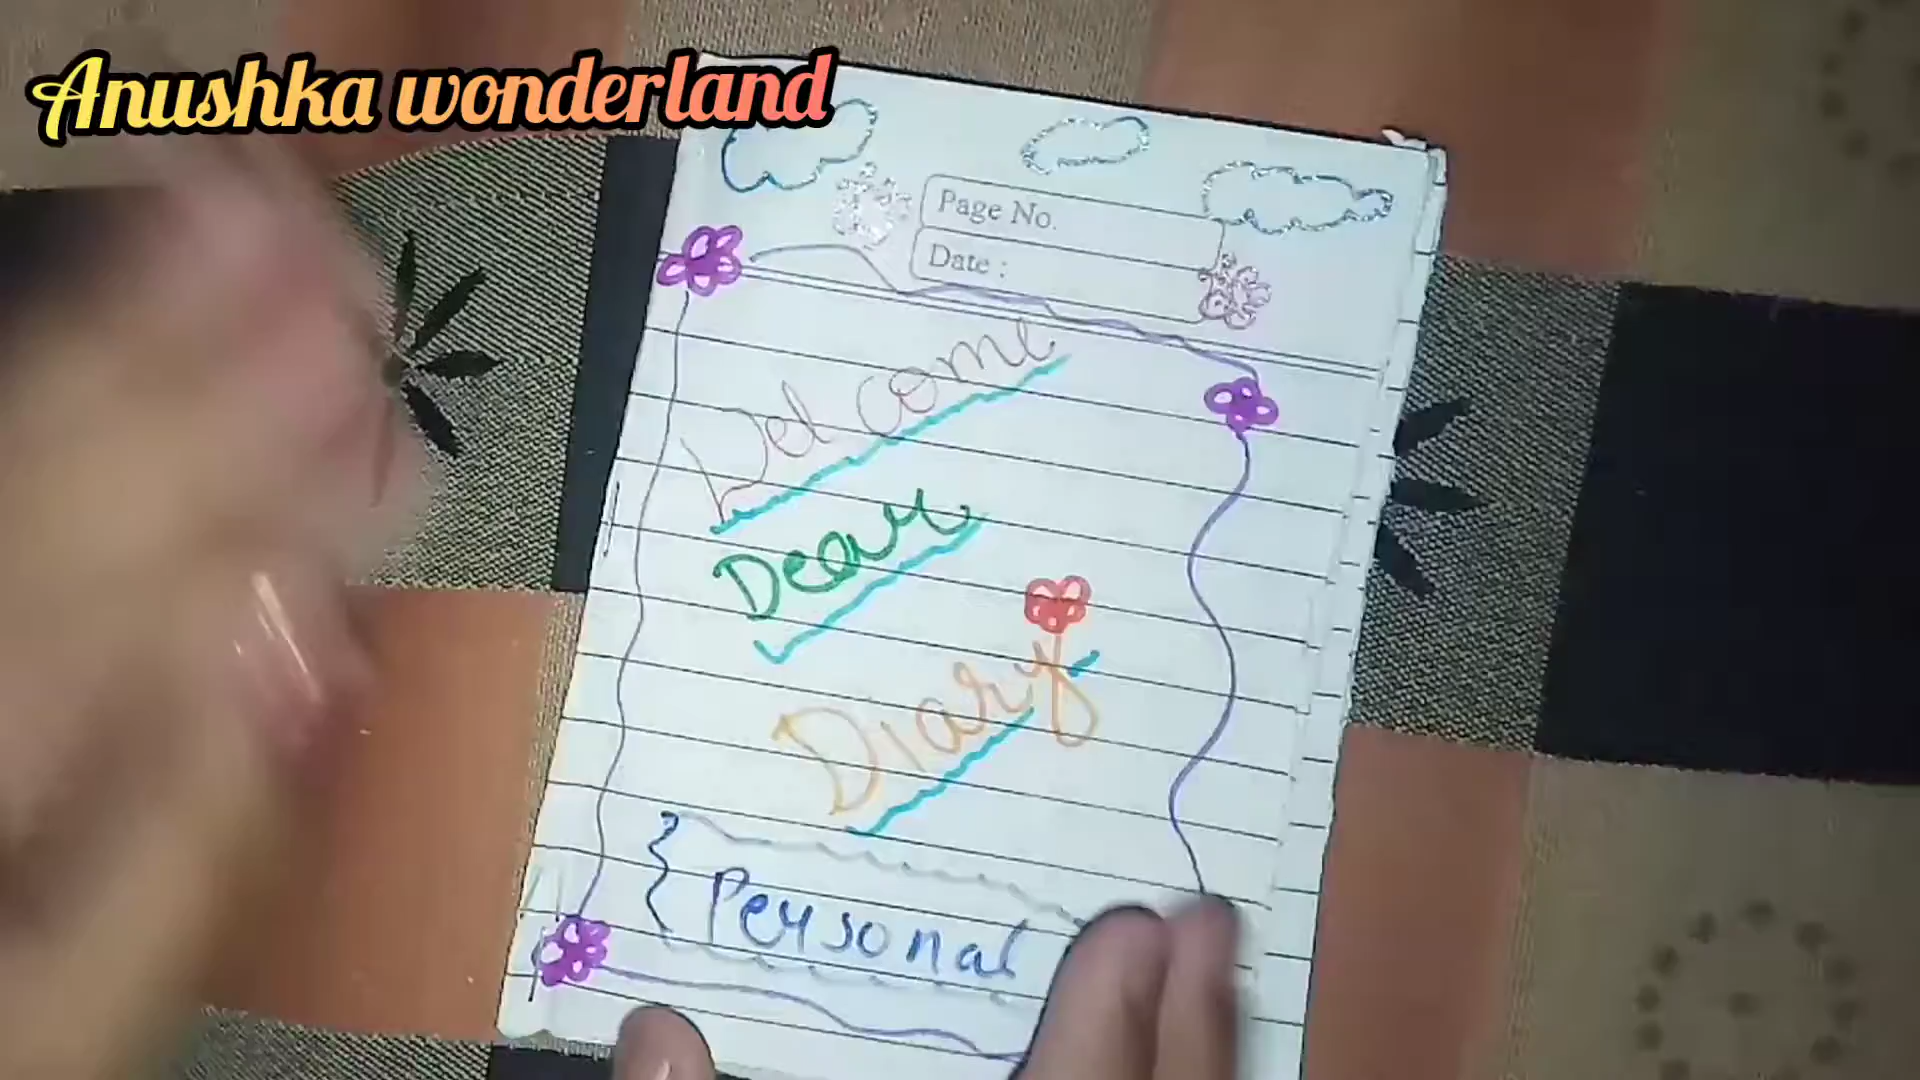 Anushka wonderland
Page No.
Date :
Welcome
Dear
Diary
Personal